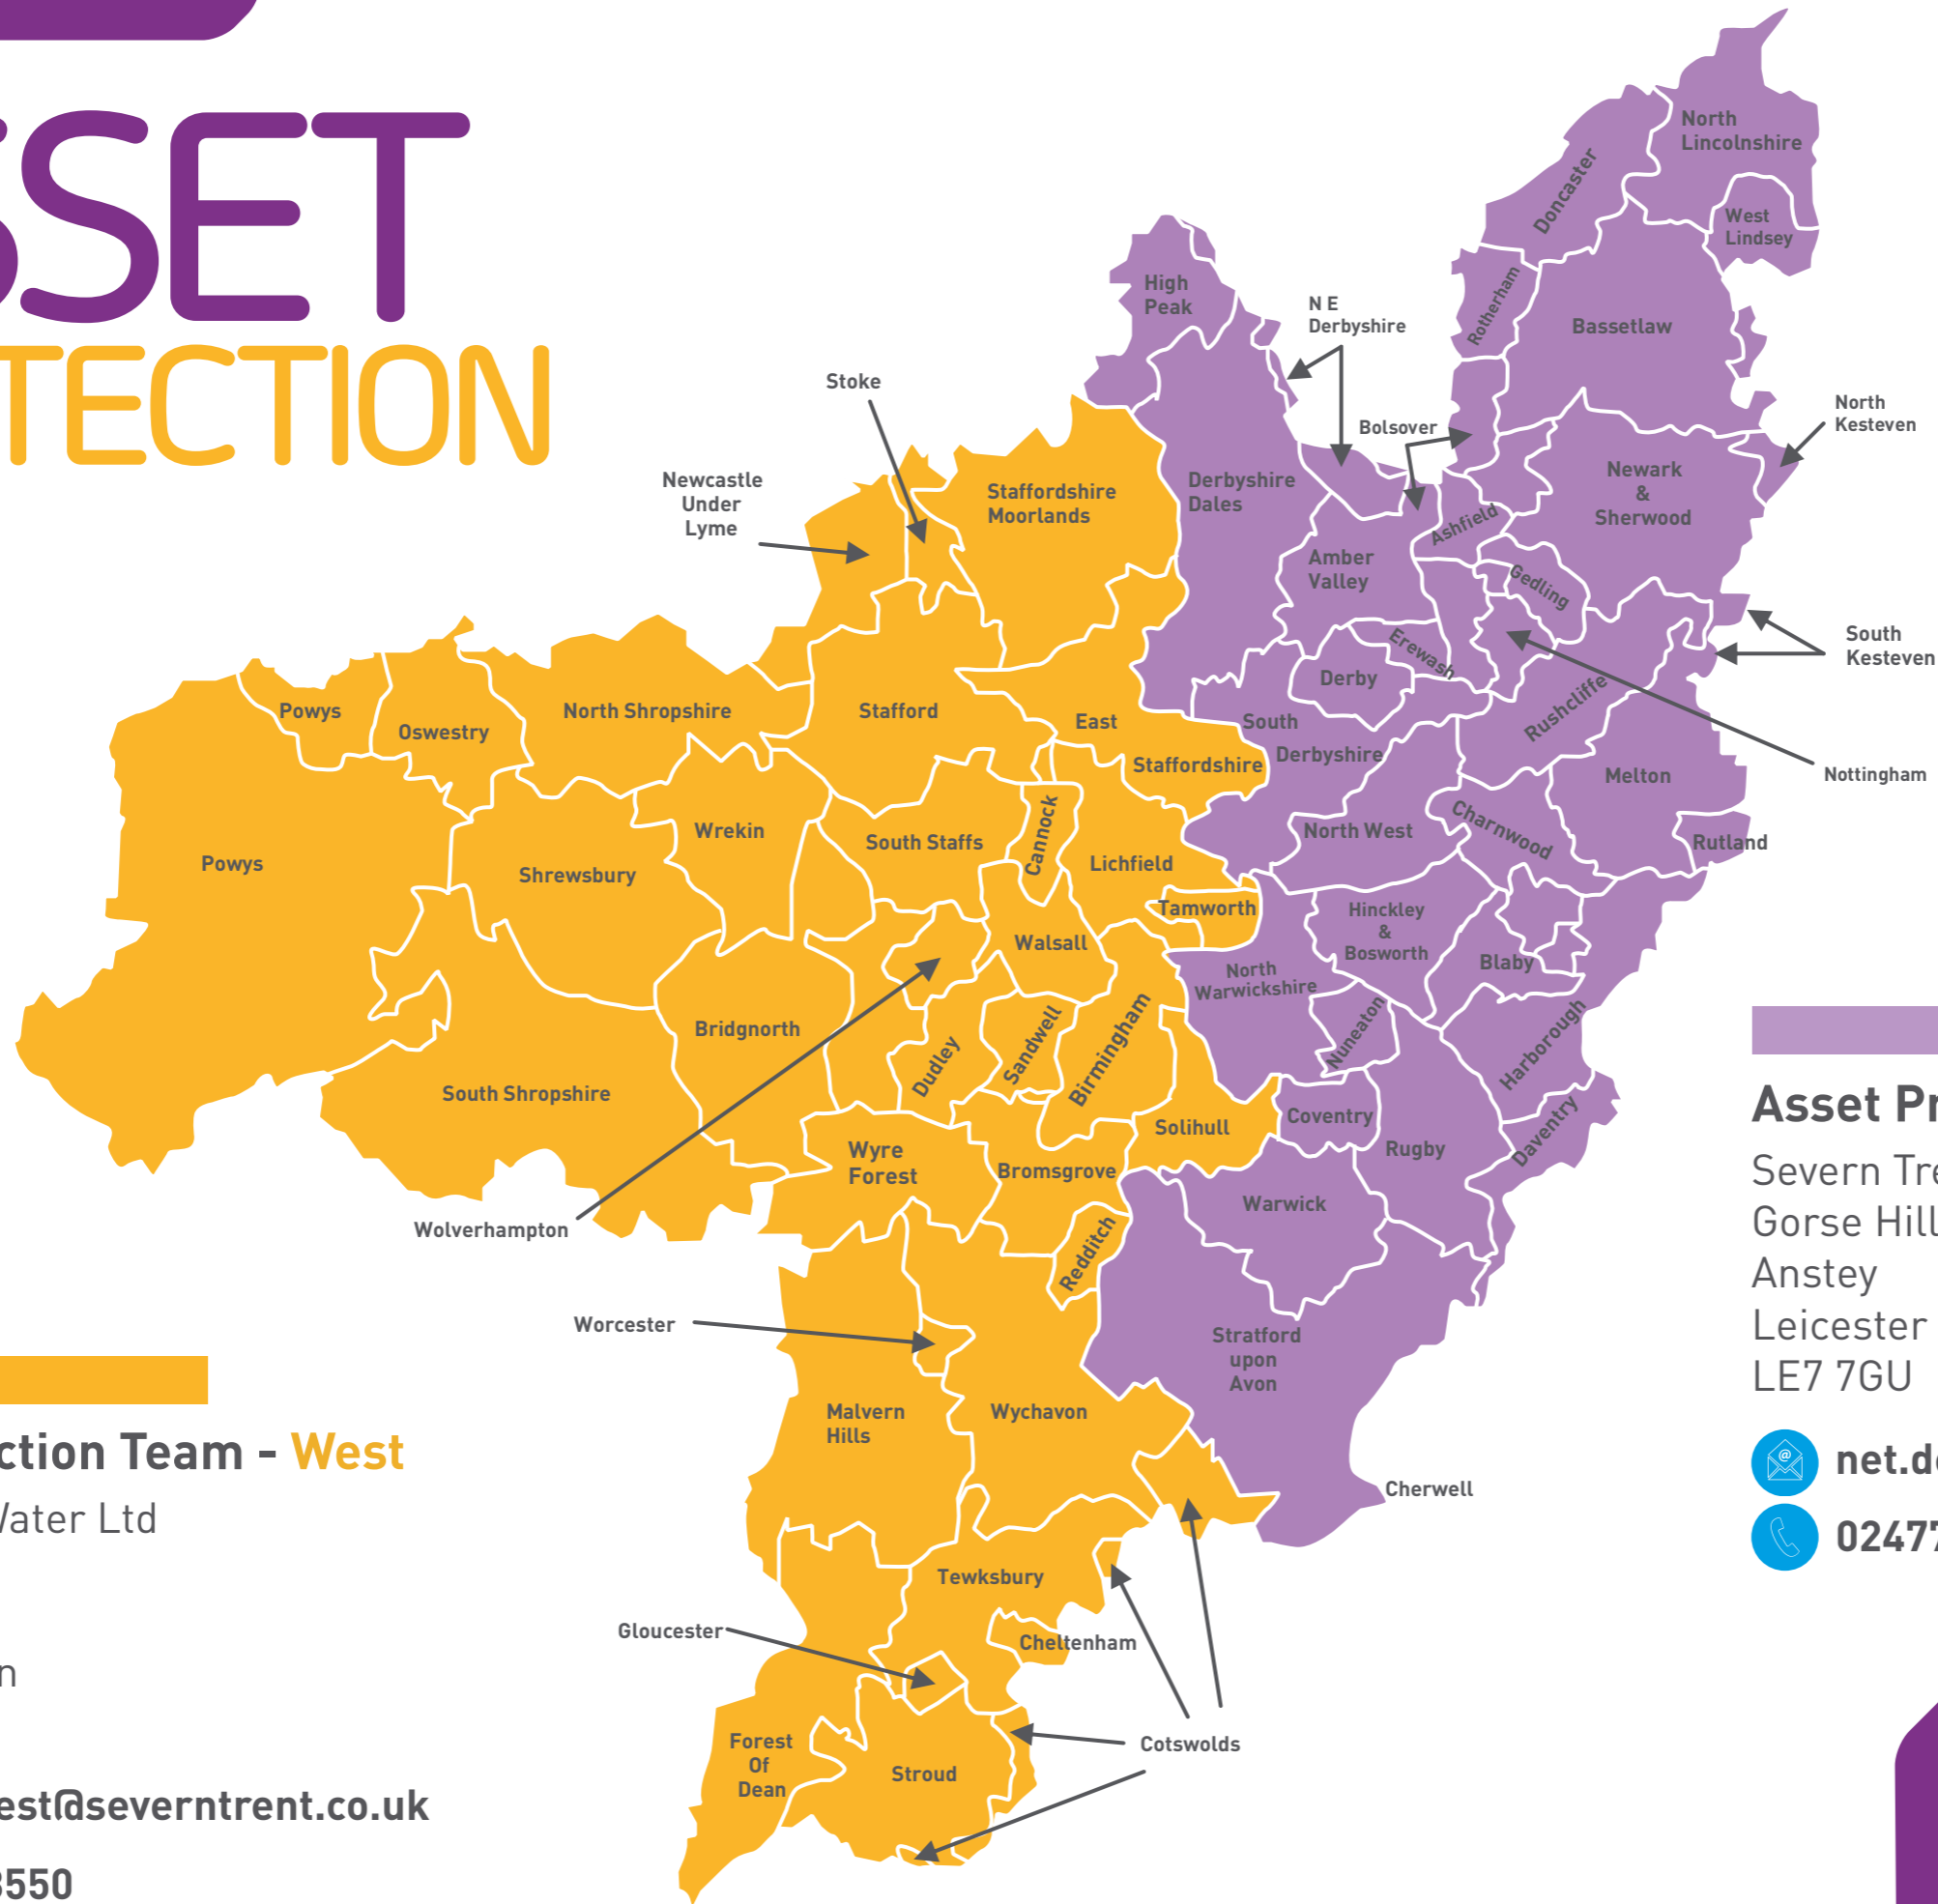 SSET
TECTION
North
Lincolnshire
Doncaster
West
Lindsey
High
Peak
N E
Derbyshire
Rotherham
Bassetlaw
Stoke
Bolsover
North
Kesteven
Newcastle
Under
Lyme
Staffordshire
Moorlands
Derbyshire
Dales
Newark
&
Sherwood
Ashfield
Amber
Valley
Gedling
South
Kesteven
Erewash
Derby
Powys
Oswestry
North Shropshire
Stafford
East
Staffordshire
South
Derbyshire
Rushcliffe
Nottingham
Melton
Wrekin
South Staffs
Cannock
Lichfield
North West
Charnwood
Rutland
Powys
Shrewsbury
Tamworth
Hinckley
&
Bosworth
Walsall
Blaby
North
Warwickshire
Bridgnorth
Dudley
Sandwell
Birmingham
Nuneaton
Harborough
South Shropshire
Solihull
Coventry
Rugby
Daventry
Wyre
Forest
Bromsgrove
Warwick
Wolverhampton
Redditch
Worcester
Stratford
upon
Avon
Malvern
Hills
Wychavon
Cherwell
Tewksbury
Gloucester
Cheltenham
Cotswolds
Forest
Of
Dean
Stroud
ction Team - West
Water Ltd
n
est@severntrent.co.uk
3550
Asset Pr
Severn Tre
Gorse Hill
Anstey
Leicester
LE7 7GU
net.de
02477